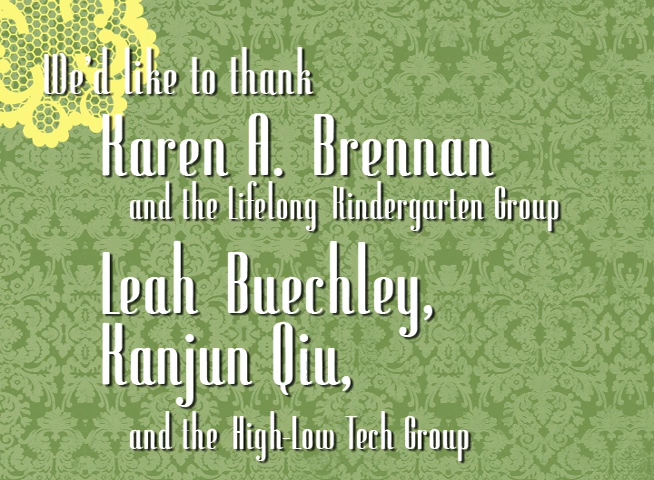 We'd like to thank
Karen A. Brennan
and the Lifelong Kindergarten Group
Leah Buechley,
Kanjun Qiu,
and the High-Low Tech Group